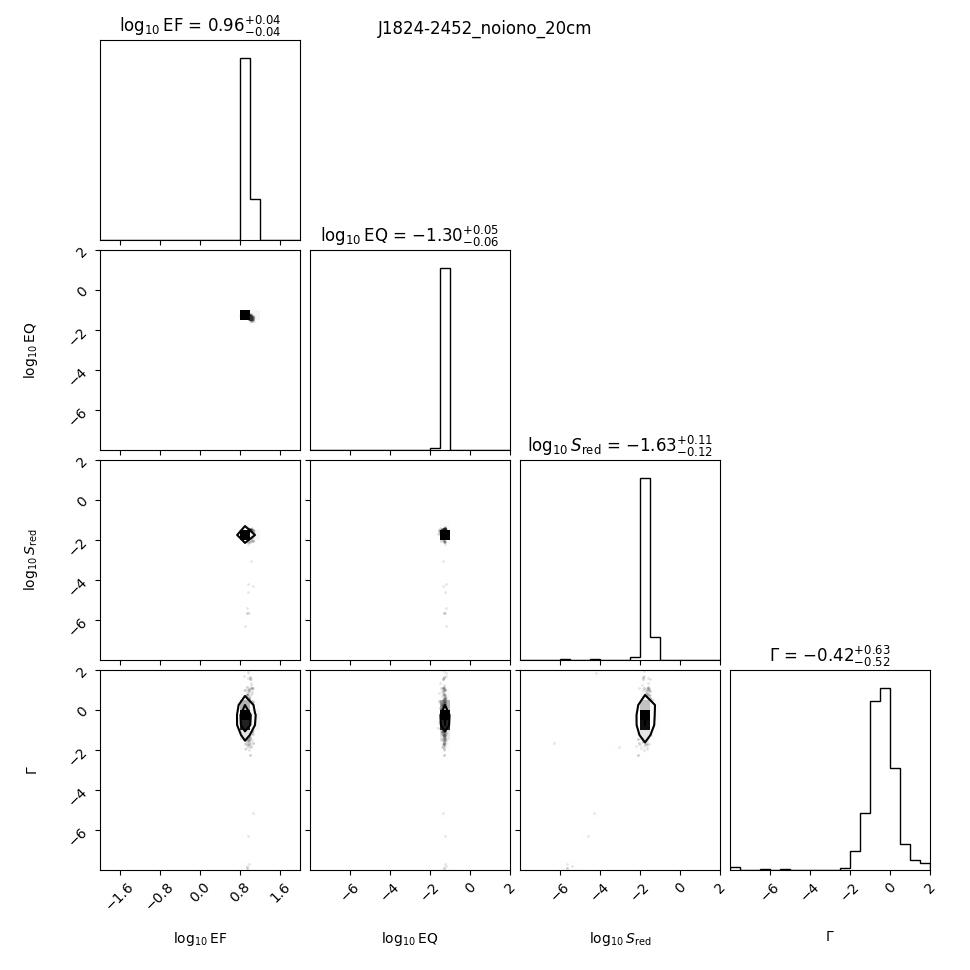 log₁₀ EF = 0.96⁺⁰·⁰⁴₋₀.₀₄
J1824-2452_noiono_20cm
log₁₀ EQ = −1.30⁺⁰·⁰⁵₋₀.₀₆
2
0
−2
−4
−6
log₁₀ EQ
log₁₀ S_red = −1.63⁺⁰·¹¹₋₀.₁₂
2
0
−2
−4
−6
log₁₀ S_red
Γ = −0.42⁺⁰·⁶³₋₀.₅₂
2
0
−2
−4
−6
Γ
−1.6 −0.8 0.0 0.8 1.6
−6 −4 −2 0 2
−6 −4 −2 0 2
−6 −4 −2 0 2
log₁₀ EF
log₁₀ EQ
log₁₀ S_red
Γ